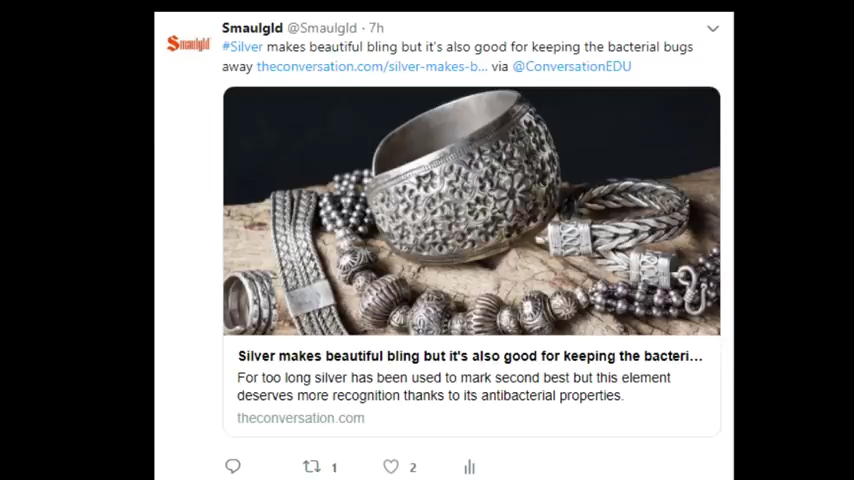 Smaulgld @Smaulgld · 7h
Smaulgld
#Silver makes beautiful bling but it's also good for keeping the bacterial bugs
away theconversation.com/silver-makes-b... via @ConversationEDU
Silver makes beautiful bling but it's also good for keeping the bacteri...
For too long silver has been used to mark second best but this element
deserves more recognition thanks to its antibacterial properties.
theconversation.com
1
2